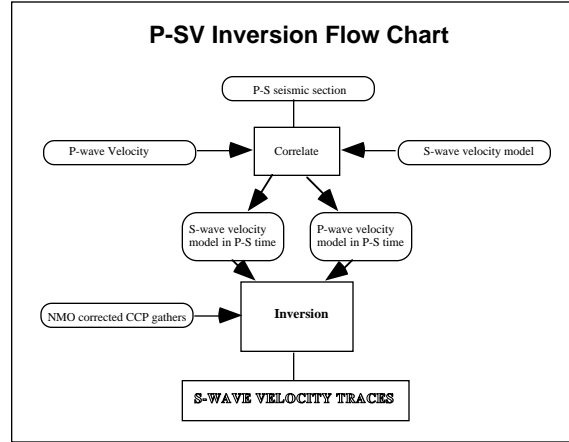 P-SV Inversion Flow Chart
P-S seismic section
P-wave Velocity
Correlate
S-wave velocity model
S-wave velocity
model in P-S time
P-wave velocity
model in P-S time
NMO corrected CCP gathers
Inversion
S-WAVE VELOCITY TRACES